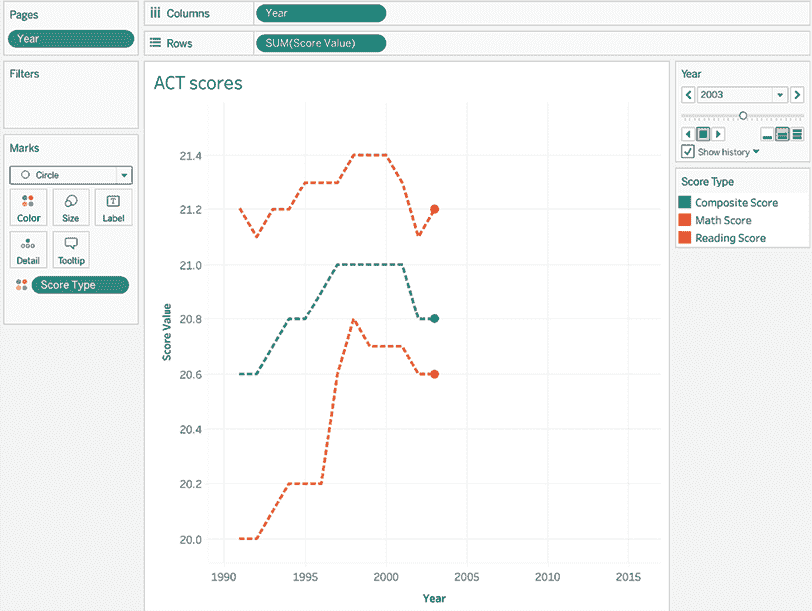 Pages
Year
Filters
Marks
Circle
Color
Size
Label
Detail
Tooltip
Score Type
Columns
Year
Rows
SUM(Score Value)
ACT scores
Score Value
21.4
21.2
21.0
20.8
20.6
20.4
20.2
20.0
1990
1995
2000
2005
2010
2015
Year
Year
2003
Show history
Score Type
Composite Score
Math Score
Reading Score